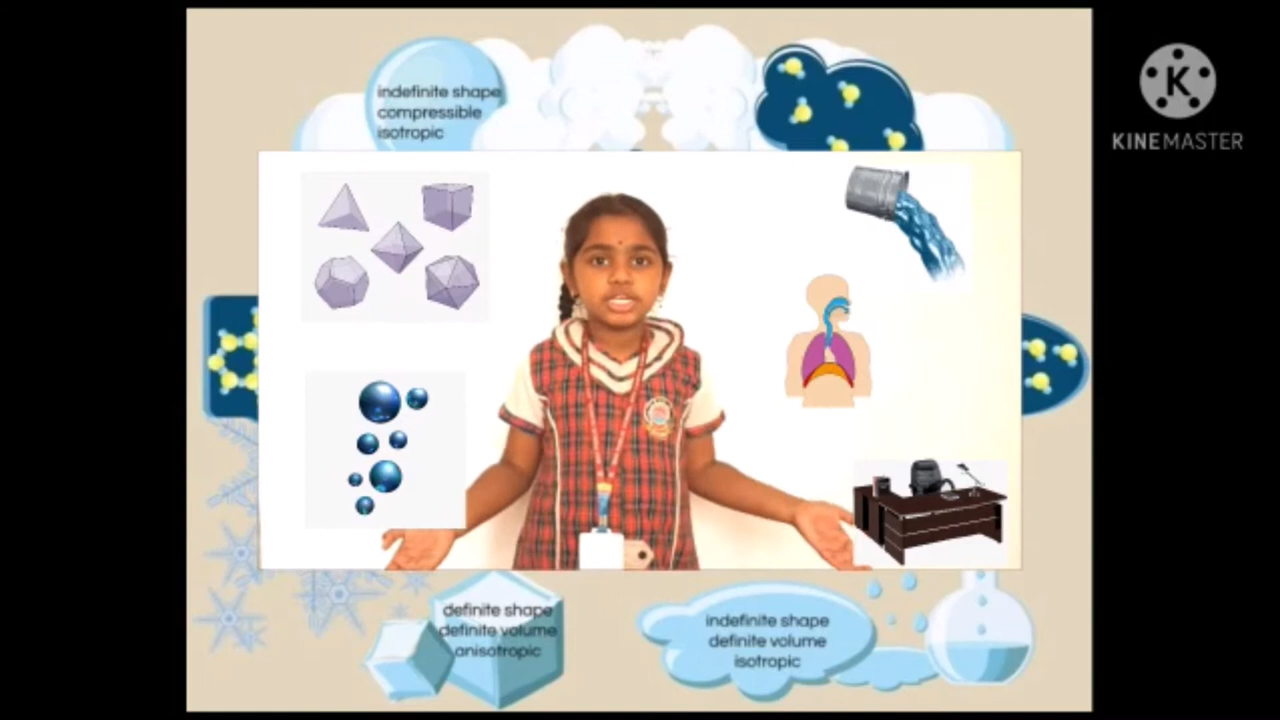 indefinite shape
compressible
isotropic
K
KINEMASTER
definite shape
definite volume
anisotropic
indefinite shape
definite volume
isotropic